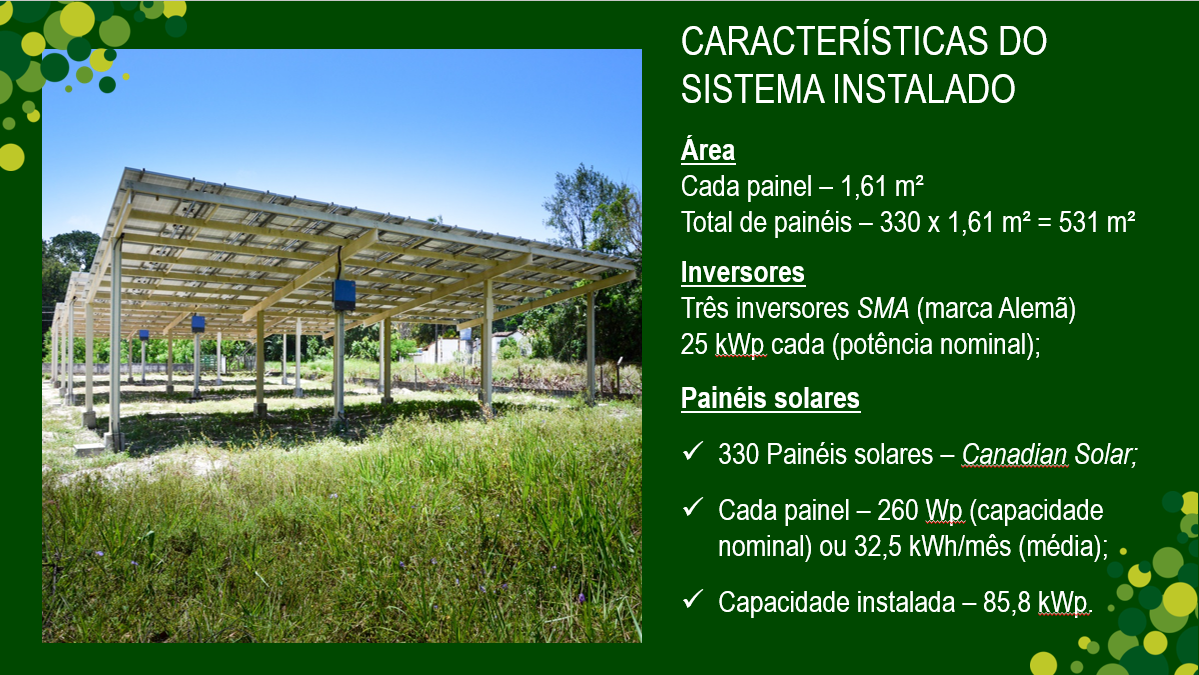 CARACTERÍSTICAS DO
SISTEMA INSTALADO
Área
Cada painel – 1,61 m²
Total de painéis – 330 x 1,61 m² = 531 m²
Inversores
Três inversores SMA (marca Alemã)
25 kWp cada (potência nominal);
Painéis solares
✓ 330 Painéis solares – Canadian Solar;
✓ Cada painel – 260 Wp (capacidade
nominal) ou 32,5 kWh/mês (média);
✓ Capacidade instalada – 85,8 kWp.